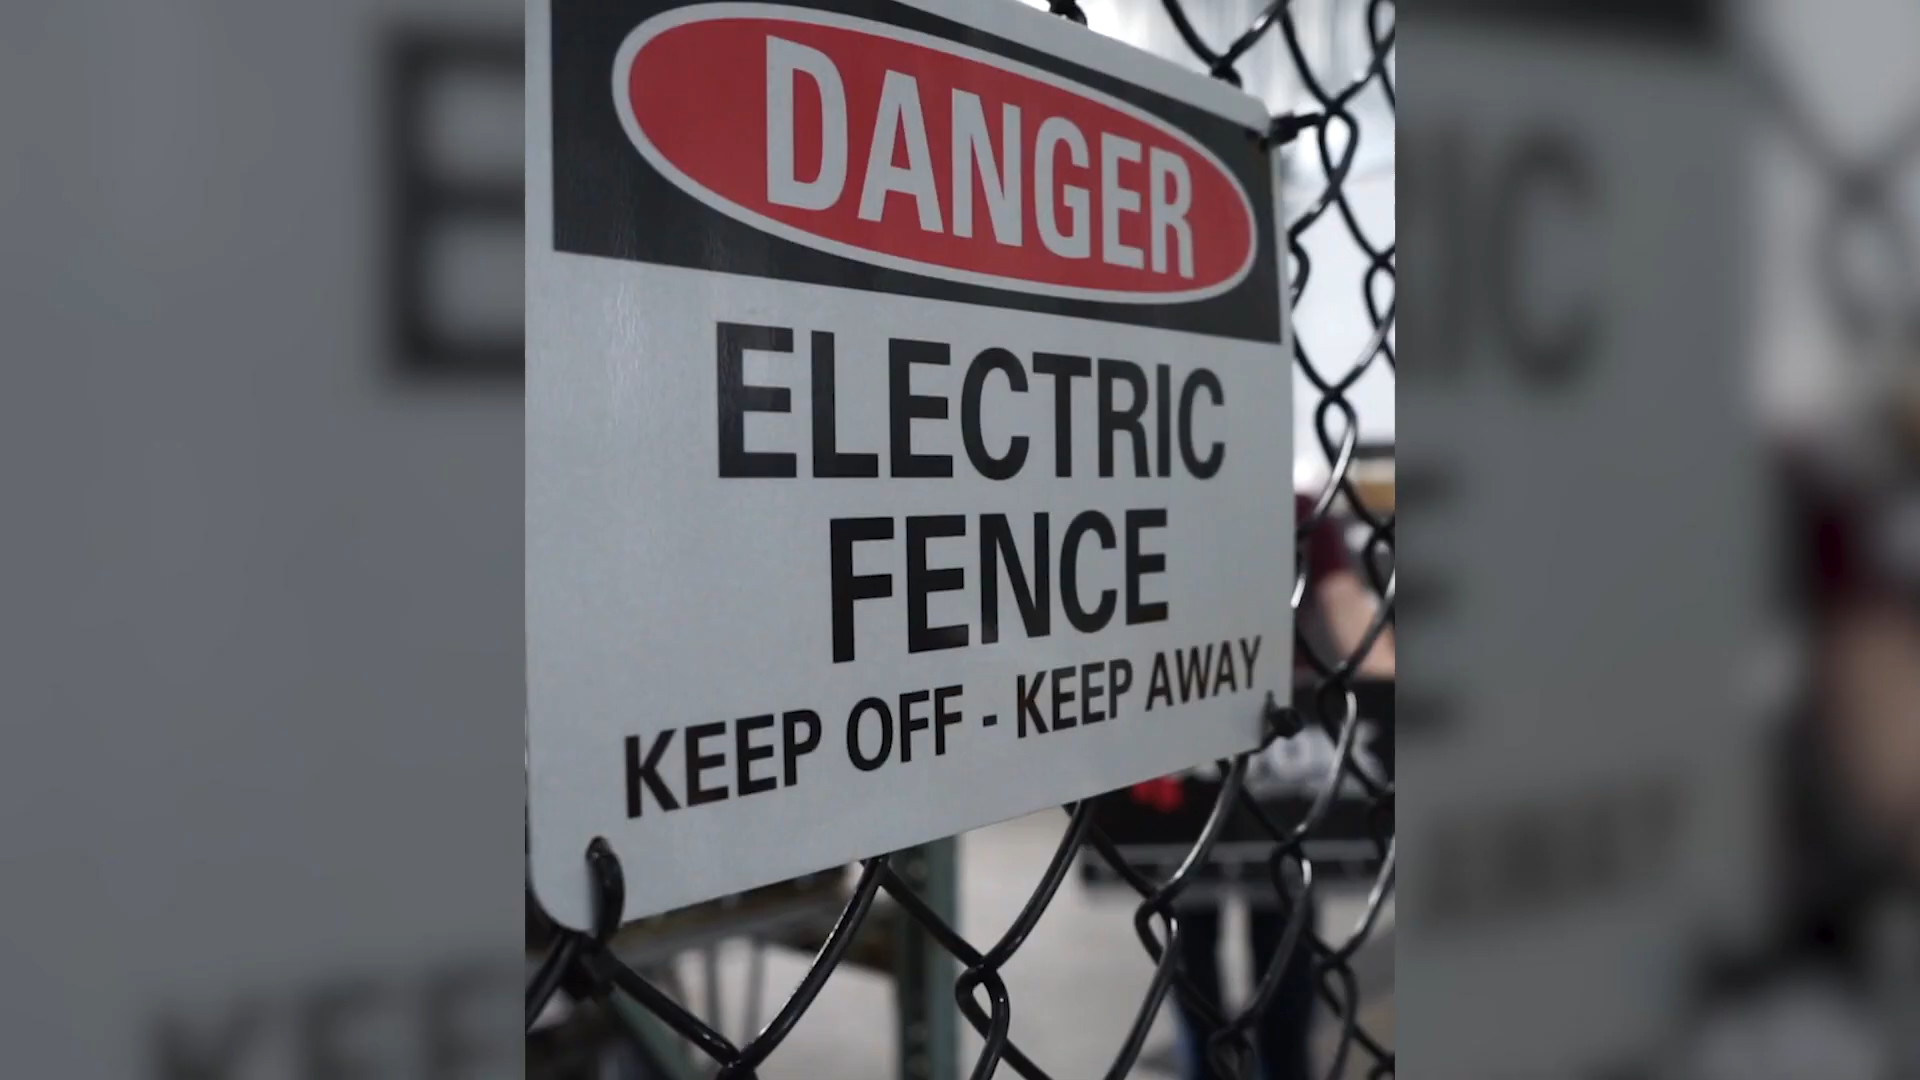 DANGER
ELECTRIC
FENCE
KEEP OFF - KEEP AWAY